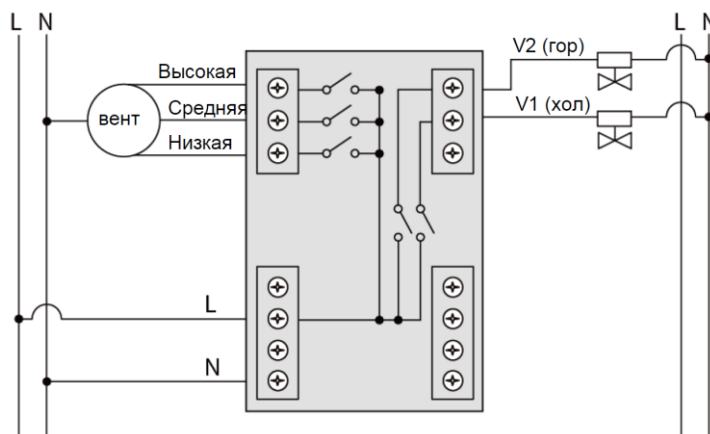 L N
L N
V2 (гор)
Высокая
Средняя
вент
V1 (хол)
Низкая
L
N